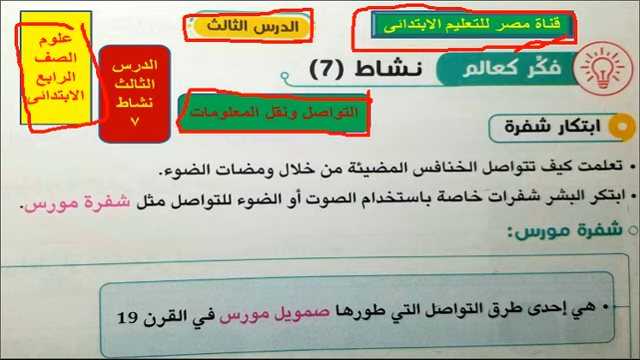 قناة مصر للتعليم الابتدائى
الدرس الثالث
علوم
الصف
الرابع
الابتدائى
الدرس
الثالث
نشاط
٧
فكر كعالم
نشاط (7)
التواصل ونقل المعلومات
ابتكار شفرة
• تعلمت كيف تتواصل الخنافس المضيئة من خلال ومضات الضوء.
• ابتكر البشر شفرات خاصة باستخدام الصوت أو الضوء للتواصل مثل شفرة مورس.
شفرة مورس:
• هي إحدى طرق التواصل التي طورها صمويل مورس في القرن 19